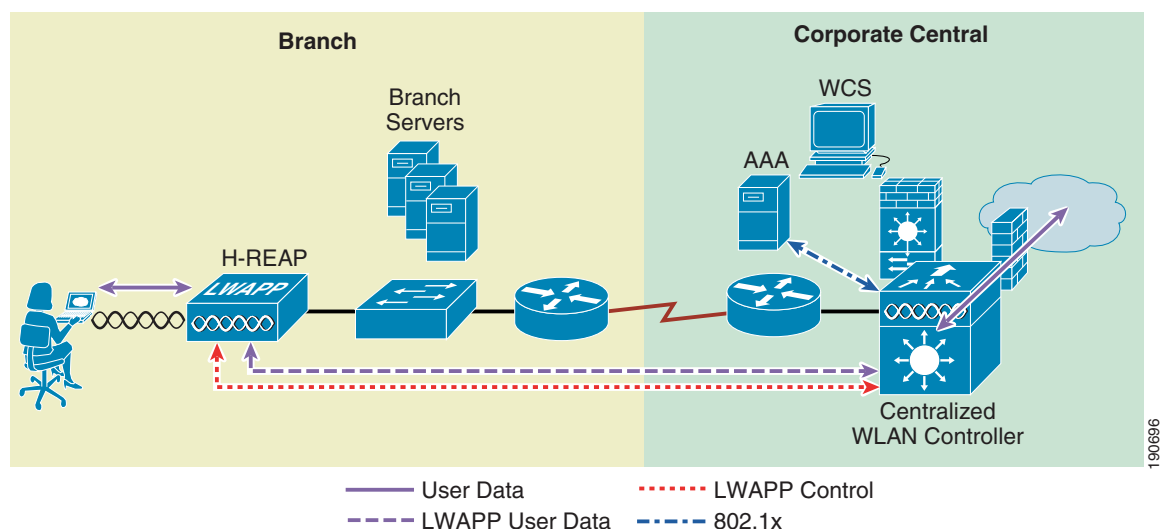 Branch
Corporate Central
Branch
Servers
WCS
AAA
H-REAP
LWAPP
Centralized
WLAN Controller
190696
User Data
LWAPP Control
LWAPP User Data
802.1x